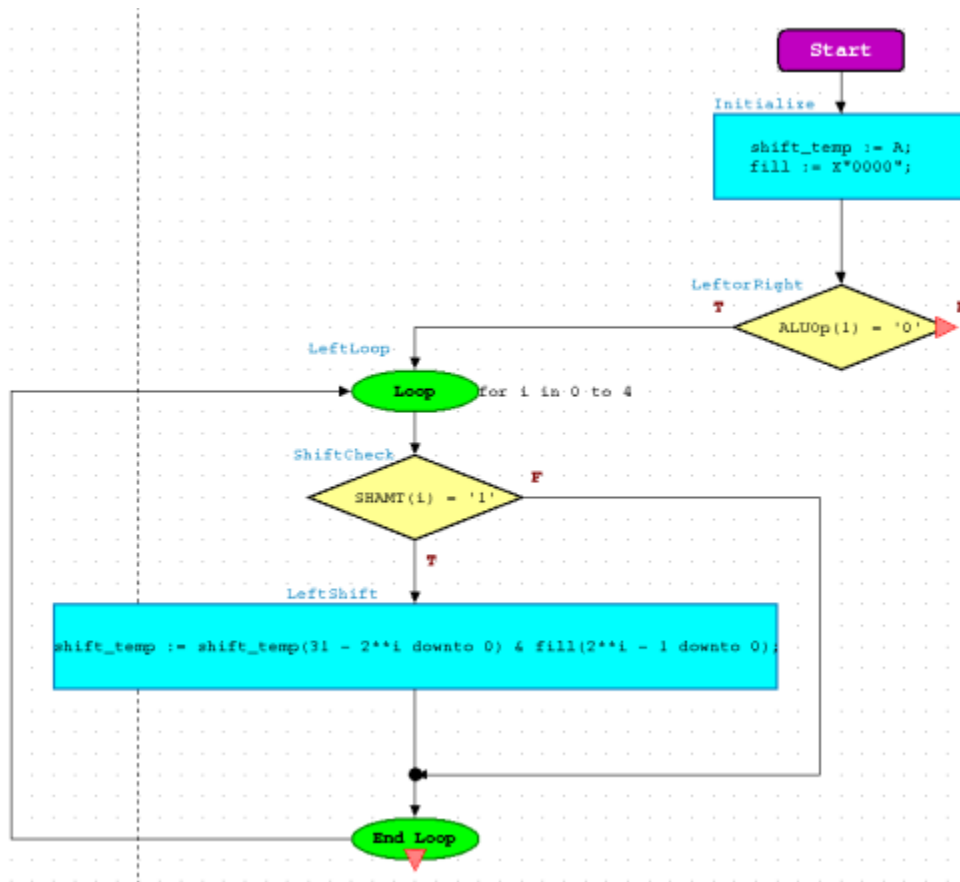 Start
Initialize
shift_temp := A;
fill := X"0000";
LeftorRight
T
ALUOp(1) = '0'
LeftLoop
Loop
for i in 0 to 4
ShiftCheck
F
SHAMT(i) = '1'
T
LeftShift
shift_temp := shift_temp(31 - 2**i downto 0) & fill(2**i - 1 downto 0);
End Loop